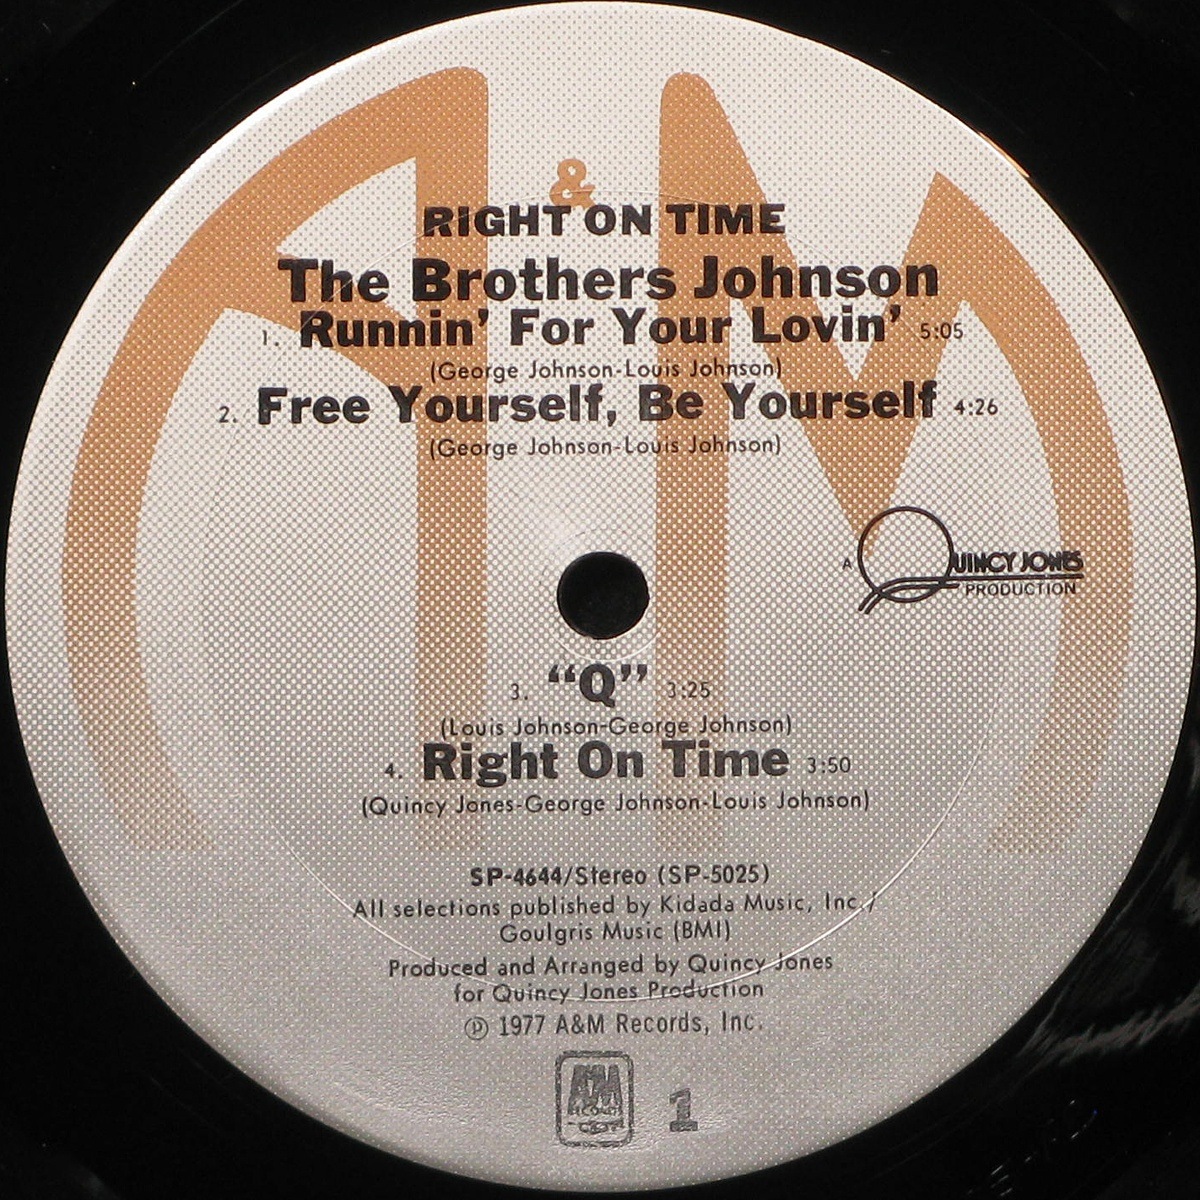 A & M
RIGHT ON TIME
The Brothers Johnson
1. Runnin' For Your Lovin' 5:05
(George Johnson-Louis Johnson)
2. Free Yourself, Be Yourself 4:26
(George Johnson-Louis Johnson)
A QUINCY JONES
PRODUCTION
3. “Q” 3:25
(Louis Johnson-George Johnson)
4. Right On Time 3:50
(Quincy Jones-George Johnson-Louis Johnson)
SP-4644/Stereo (SP-5025)
All selections published by Kidada Music, Inc./
Goulgris Music (BMI)
Produced and Arranged by Quincy Jones
for Quincy Jones Production
℗ 1977 A&M Records, Inc.
A&M
RECORDS
1